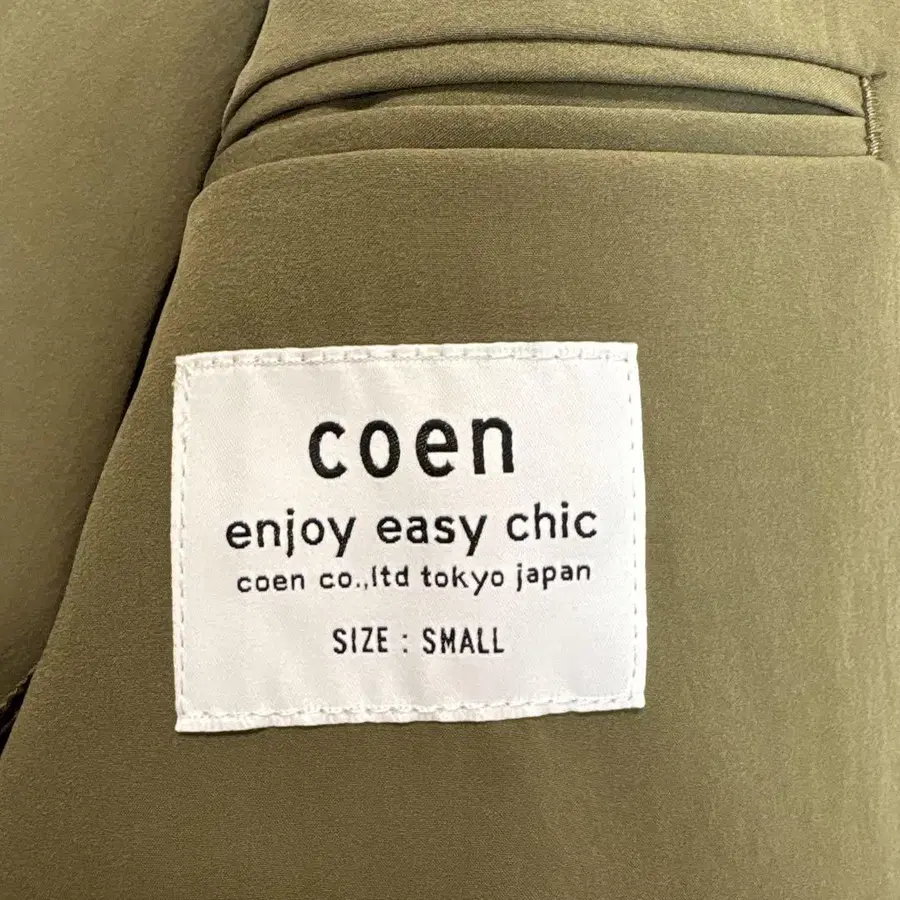 coen
enjoy easy chic
coen co.,ltd tokyo japan
SIZE : SMALL